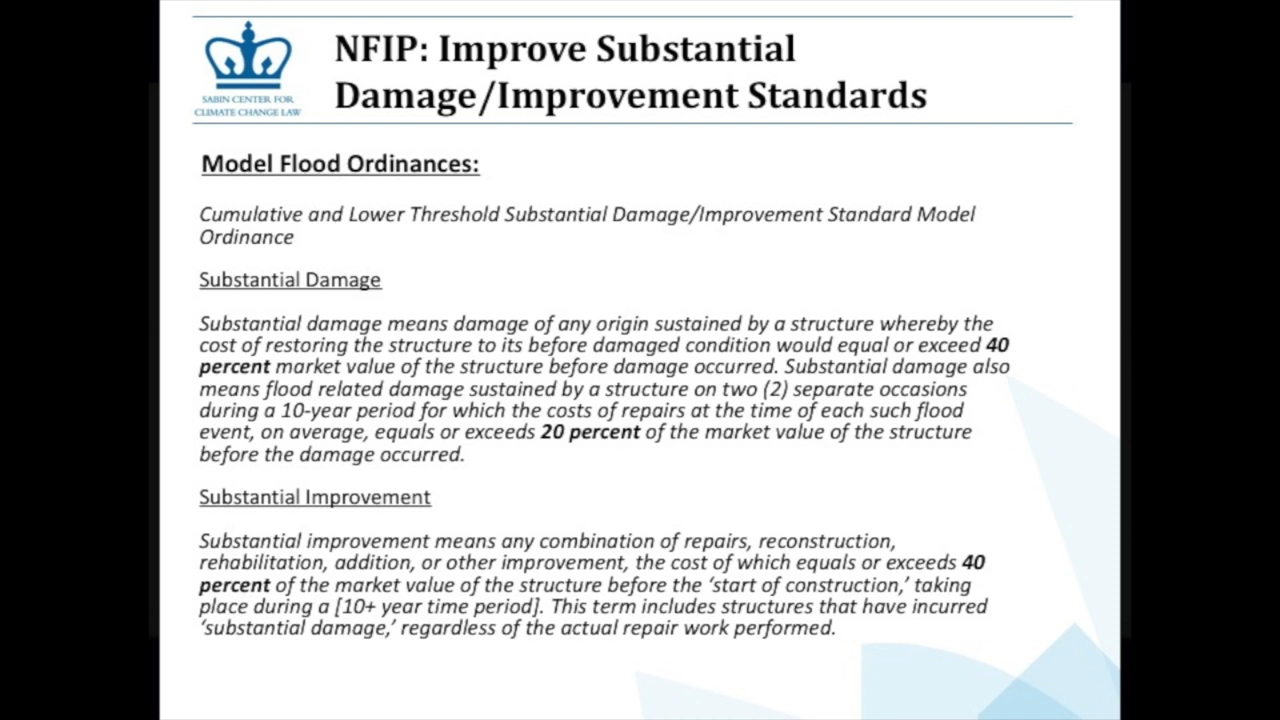 SABIN CENTER FOR
CLIMATE CHANGE LAW
NFIP: Improve Substantial
Damage/Improvement Standards
Model Flood Ordinances:
Cumulative and Lower Threshold Substantial Damage/Improvement Standard Model
Ordinance
Substantial Damage
Substantial damage means damage of any origin sustained by a structure whereby the
cost of restoring the structure to its before damaged condition would equal or exceed 40
percent market value of the structure before damage occurred. Substantial damage also
means flood related damage sustained by a structure on two (2) separate occasions
during a 10-year period for which the costs of repairs at the time of each such flood
event, on average, equals or exceeds 20 percent of the market value of the structure
before the damage occurred.
Substantial Improvement
Substantial improvement means any combination of repairs, reconstruction,
rehabilitation, addition, or other improvement, the cost of which equals or exceeds 40
percent of the market value of the structure before the ‘start of construction,’ taking
place during a [10+ year time period]. This term includes structures that have incurred
‘substantial damage,’ regardless of the actual repair work performed.